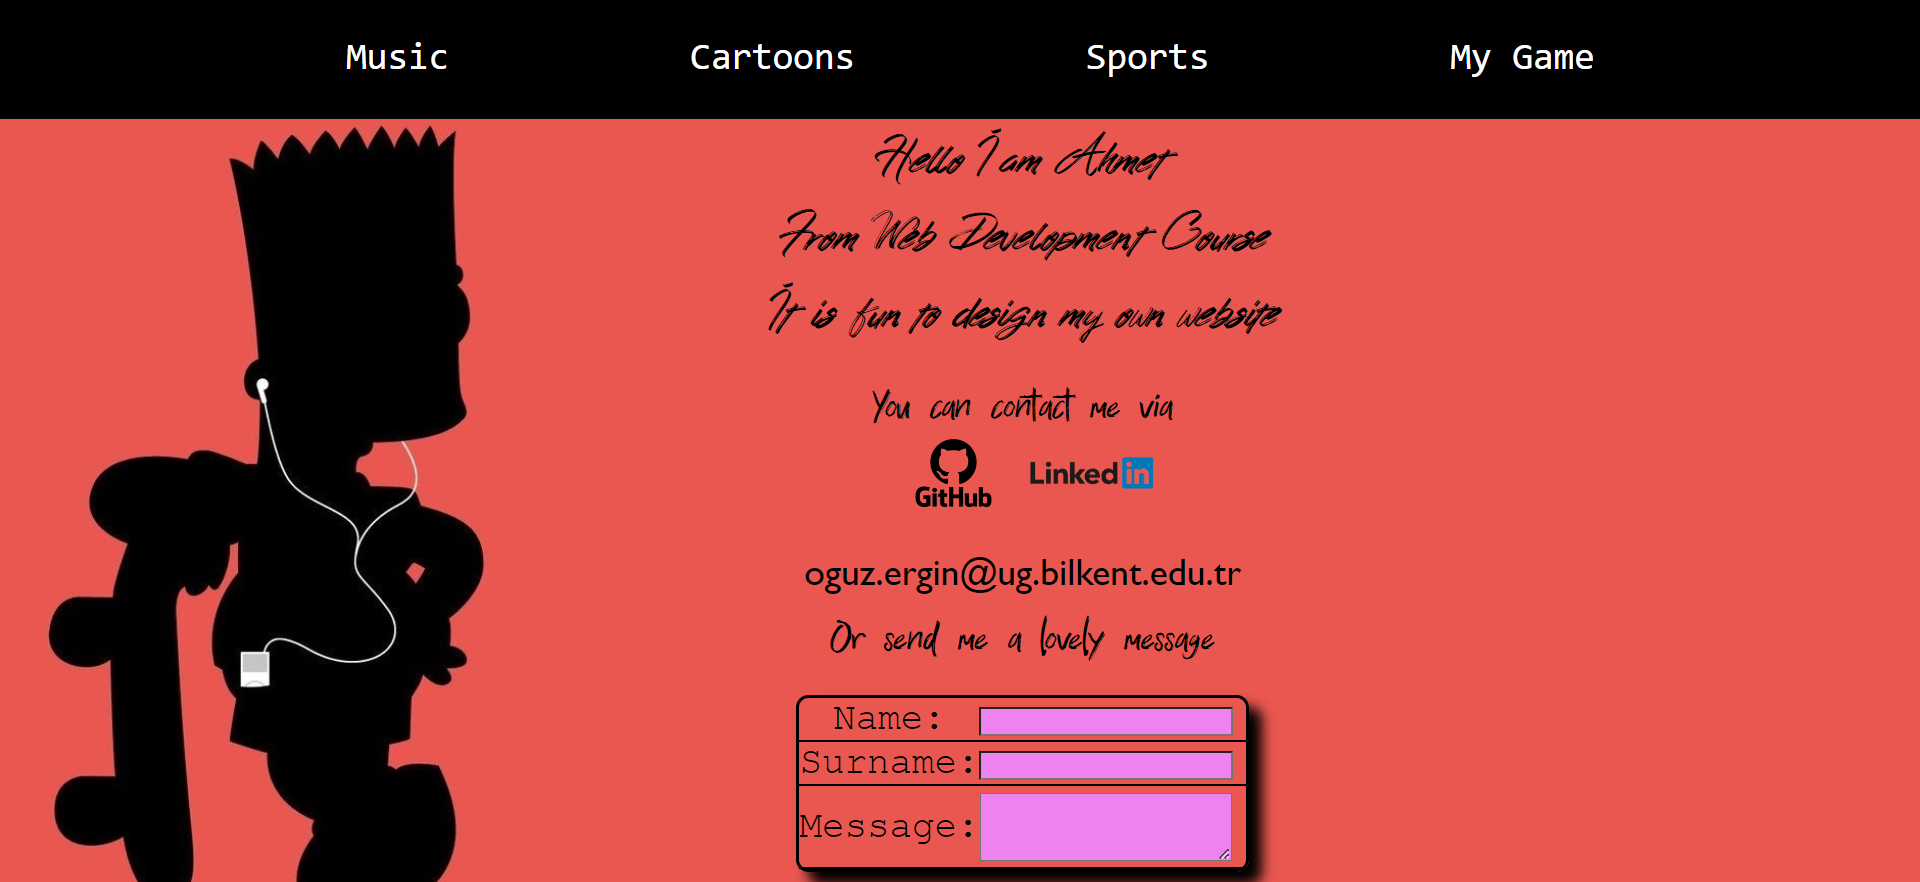 Music Cartoons Sports My Game
Hello İ am Ahmet
From Web Development Course
İt is fun to design my own website
You can contact me via
GitHub Linked in
oguz.ergin@ug.bilkent.edu.tr
Or send me a lovely message
Name:
Surname:
Message: